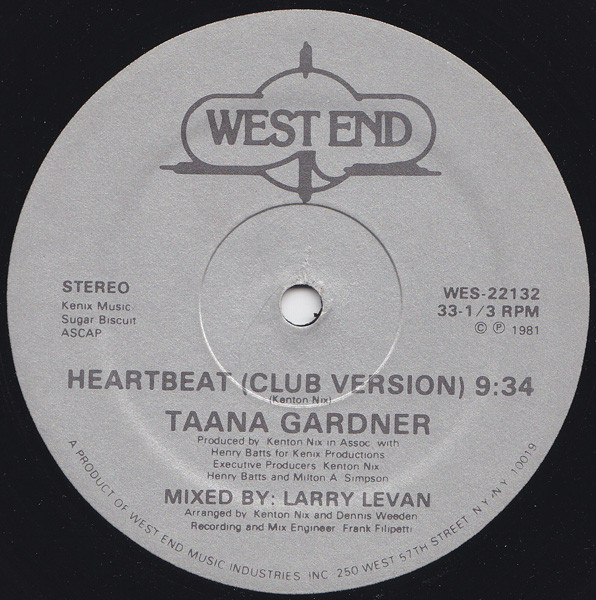 WEST END
STEREO
Kenix Music
Sugar Biscuit
ASCAP
WES-22132
33-1/3 RPM
© ℗ 1981
HEARTBEAT (CLUB VERSION) 9:34
(Kenton Nix)
TAANA GARDNER
Produced by Kenton Nix in Assoc with
Henry Batts for Kenix Productions
Executive Producers Kenton Nix
Henry Batts and Milton A. Simpson
MIXED BY: LARRY LEVAN
Arranged by Kenton Nix and Dennis Weeden
Recording and Mix Engineer Frank Filipetti
A PRODUCT OF WEST END MUSIC INDUSTRIES, INC. 250 WEST 57TH STREET, N.Y. N.Y. 10019